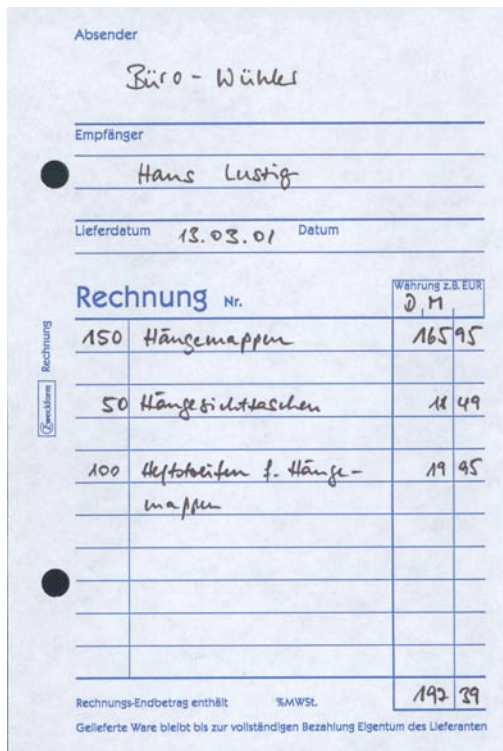 Absender
Büro - Wühler
Empfänger
Hans Lustig
Lieferdatum 13.03.01 Datum
Rechnung Nr.
Währung z.B. EUR
D M
150 Hängemappen 165 95
50 Hängesichttaschen 11 49
100 Heftstreifen f. Hänge-
19 95
mappen
Rechnungs-Endbetrag enthält %MWSt. 197 39
Gelieferte Ware bleibt bis zur vollständigen Bezahlung Eigentum des Lieferanten
Zweckform Rechnung